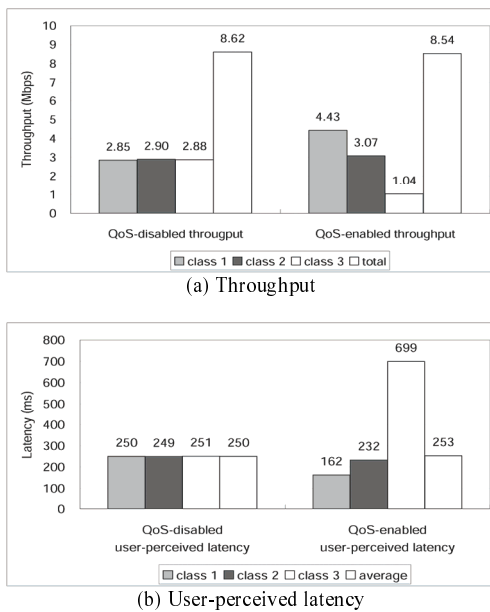 10
9
8
7
6
5
4
3
2
1
0
Throughput (Mbps)
2.85 2.90 2.88 8.62
4.43 3.07 1.04 8.54
QoS-disabled througput QoS-enabled throughput
class 1 class 2 class 3 total
(a) Throughput
800
700
600
500
400
300
200
100
0
Latency (ms)
250 249 251 250
162 232 699 253
QoS-disabled
user-perceived latency
QoS-enabled
user-perceived latency
class 1 class 2 class 3 average
(b) User-perceived latency